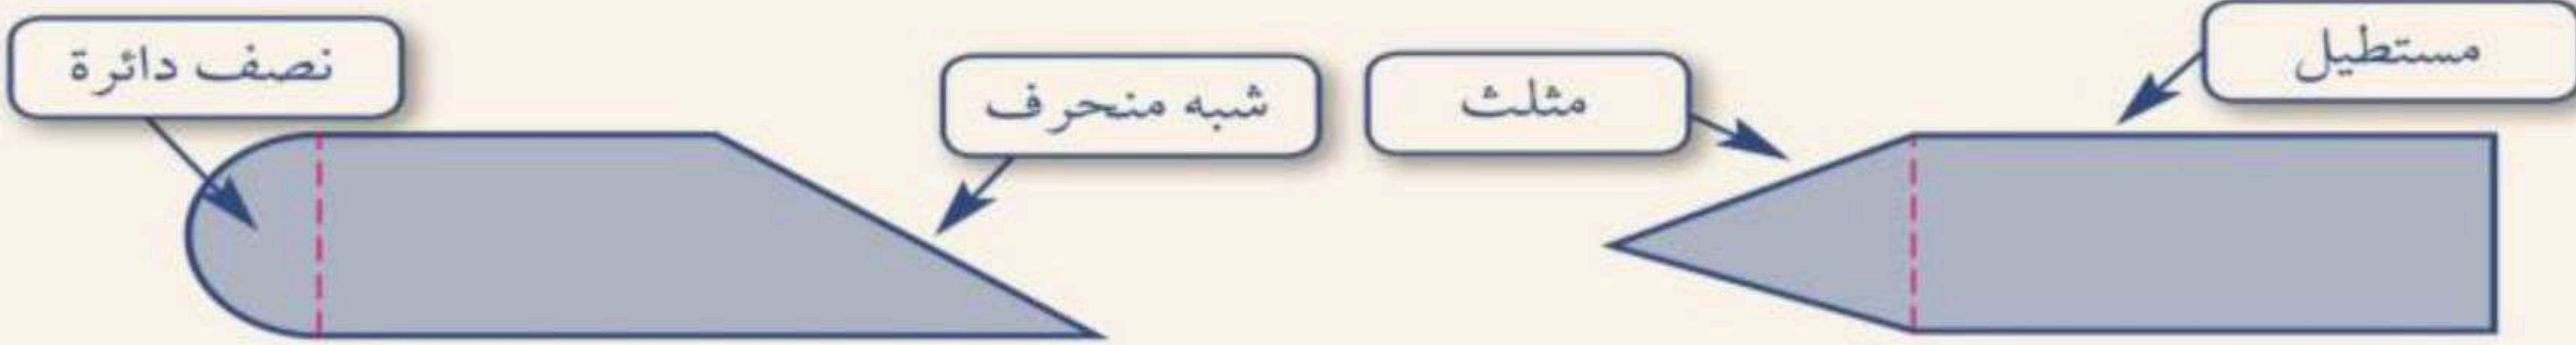 مستطيل
مثلث
شبه منحرف
نصف دائرة